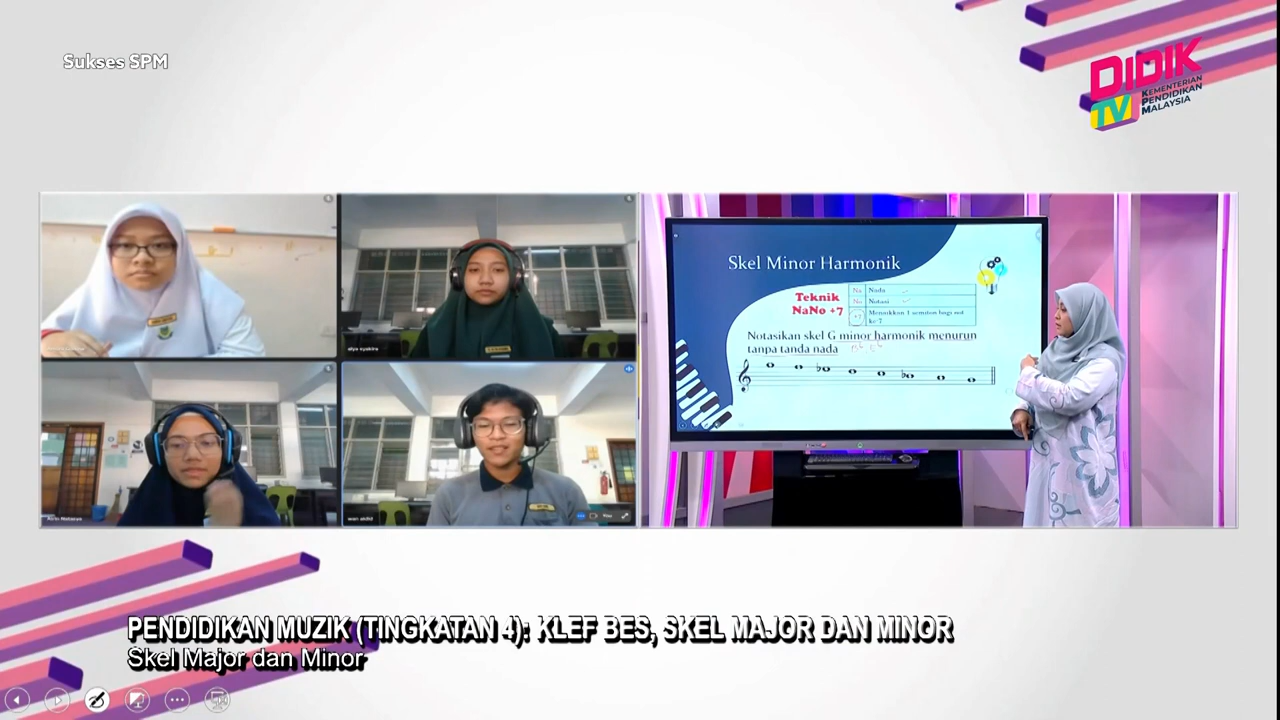 Sukses SPM
DIDIK
TV
KEMENTERIAN
PENDIDIKAN
MALAYSIA
Skel Minor Harmonik
Teknik
NaNo +7
Na Nada
No Notasi
+7 Menaikkan 1 semiton bagi not
ke-7
Notasikan skel G minor harmonik menurun
tanpa tanda nada
wan akdid
PENDIDIKAN MUZIK (TINGKATAN 4): KLEF BES, SKEL MAJOR DAN MINOR
Skel Major dan Minor